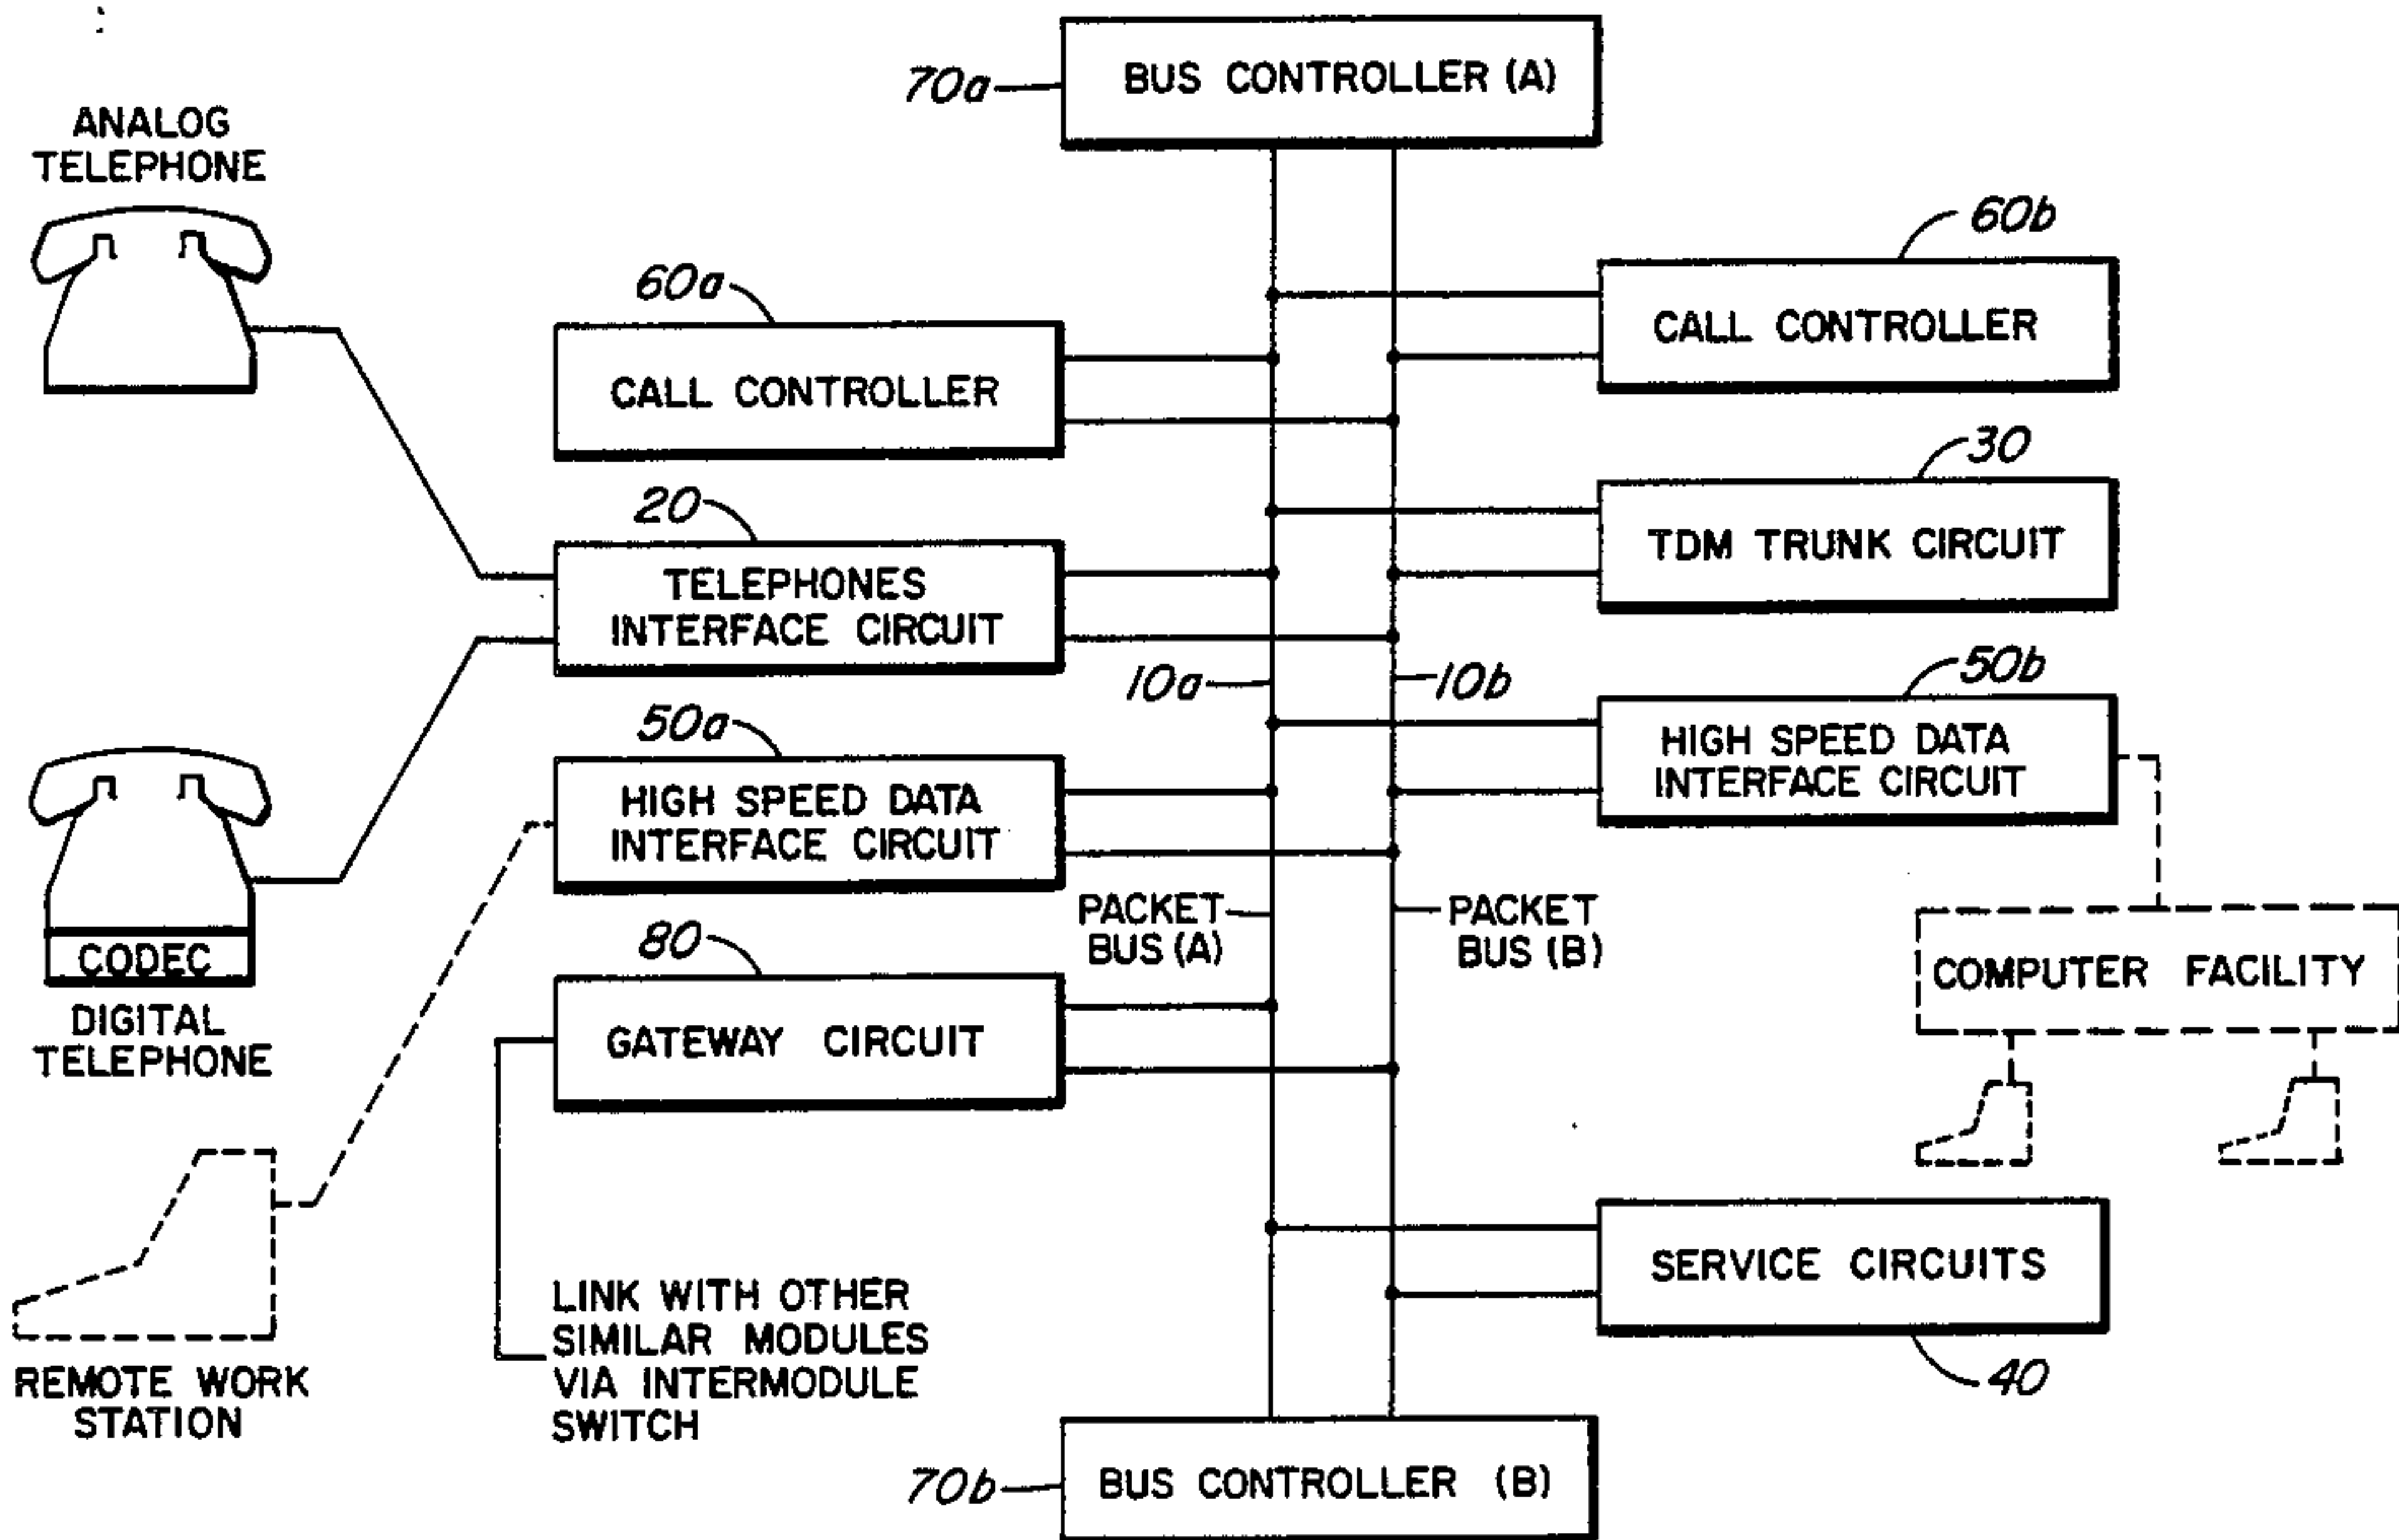 BUS CONTROLLER (A)
70a
ANALOG
TELEPHONE
60b
60a
CALL CONTROLLER
CALL CONTROLLER
30
20
TDM TRUNK CIRCUIT
TELEPHONES
INTERFACE CIRCUIT
10a
10b
50b
50a
HIGH SPEED DATA
INTERFACE CIRCUIT
HIGH SPEED DATA
INTERFACE CIRCUIT
PACKET
BUS (A)
PACKET
BUS (B)
80
CODEC
DIGITAL
TELEPHONE
COMPUTER FACILITY
GATEWAY CIRCUIT
SERVICE CIRCUITS
40
LINK WITH OTHER
SIMILAR MODULES
VIA INTERMODULE
SWITCH
REMOTE WORK
STATION
70b
BUS CONTROLLER (B)